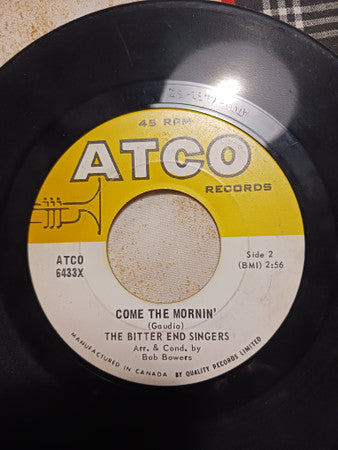 45 RPM
ATCO
RECORDS
ATCO
6433X
Side 2
(BMI) 2:56
COME THE MORNIN'
(Gaudio)
THE BITTER END SINGERS
Arr. & Cond. by
Bob Bowers
MANUFACTURED IN CANADA BY QUALITY RECORDS LIMITED